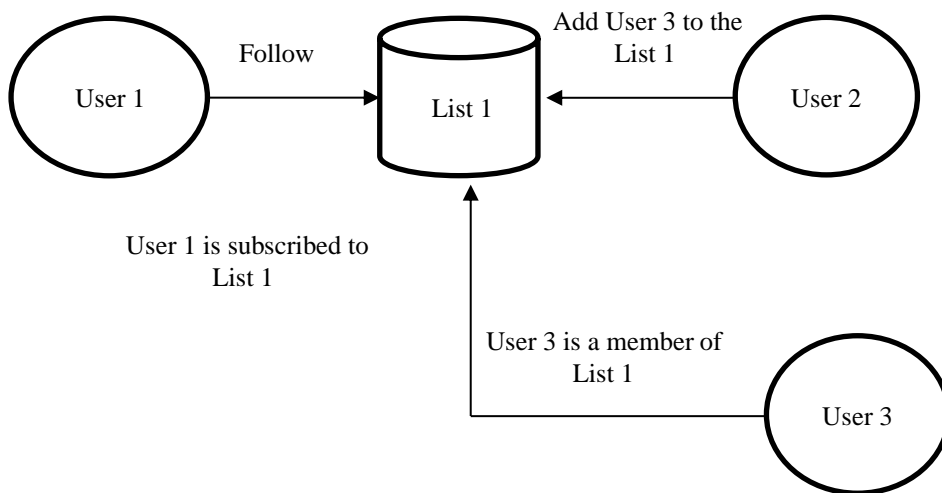 Add User 3 to the
List 1
Follow
User 1
List 1
User 2
User 1 is subscribed to
List 1
User 3 is a member of
List 1
User 3